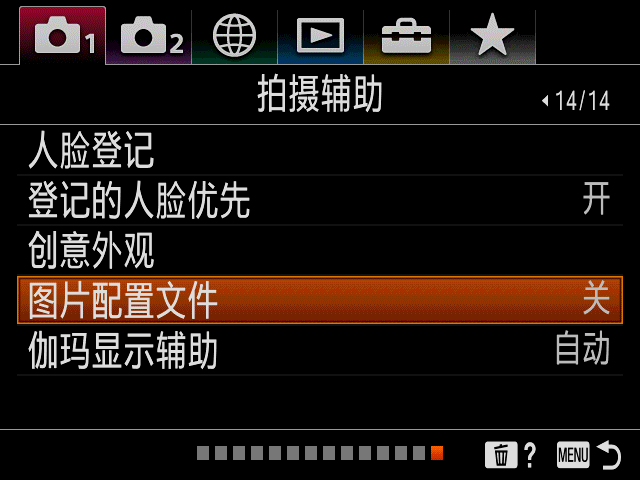 1 2
拍摄辅助
14/14
人脸登记
登记的人脸优先 开
创意外观
图片配置文件 关
伽玛显示辅助 自动
? MENU